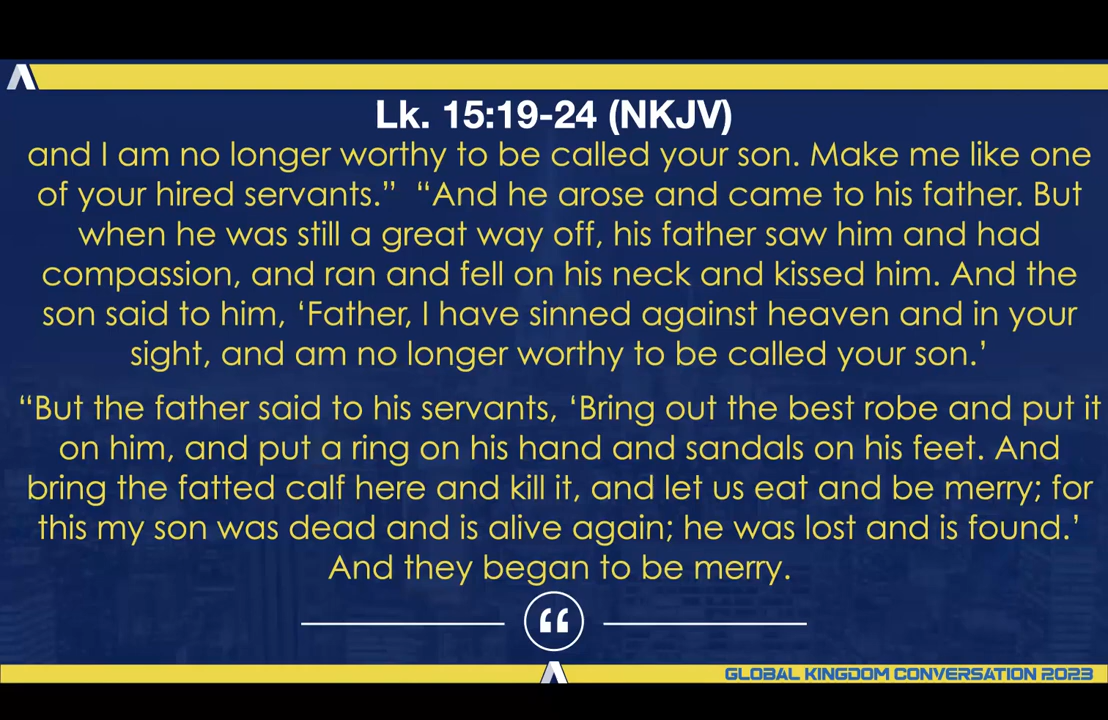 Lk. 15:19-24 (NKJV)
and I am no longer worthy to be called your son. Make me like one
of your hired servants.” “And he arose and came to his father. But
when he was still a great way off, his father saw him and had
compassion, and ran and fell on his neck and kissed him. And the
son said to him, ‘Father, I have sinned against heaven and in your
sight, and am no longer worthy to be called your son.’
“But the father said to his servants, ‘Bring out the best robe and put it
on him, and put a ring on his hand and sandals on his feet. And
bring the fatted calf here and kill it, and let us eat and be merry; for
this my son was dead and is alive again; he was lost and is found.’
And they began to be merry.
“
GLOBAL KINGDOM CONVERSATION 2023